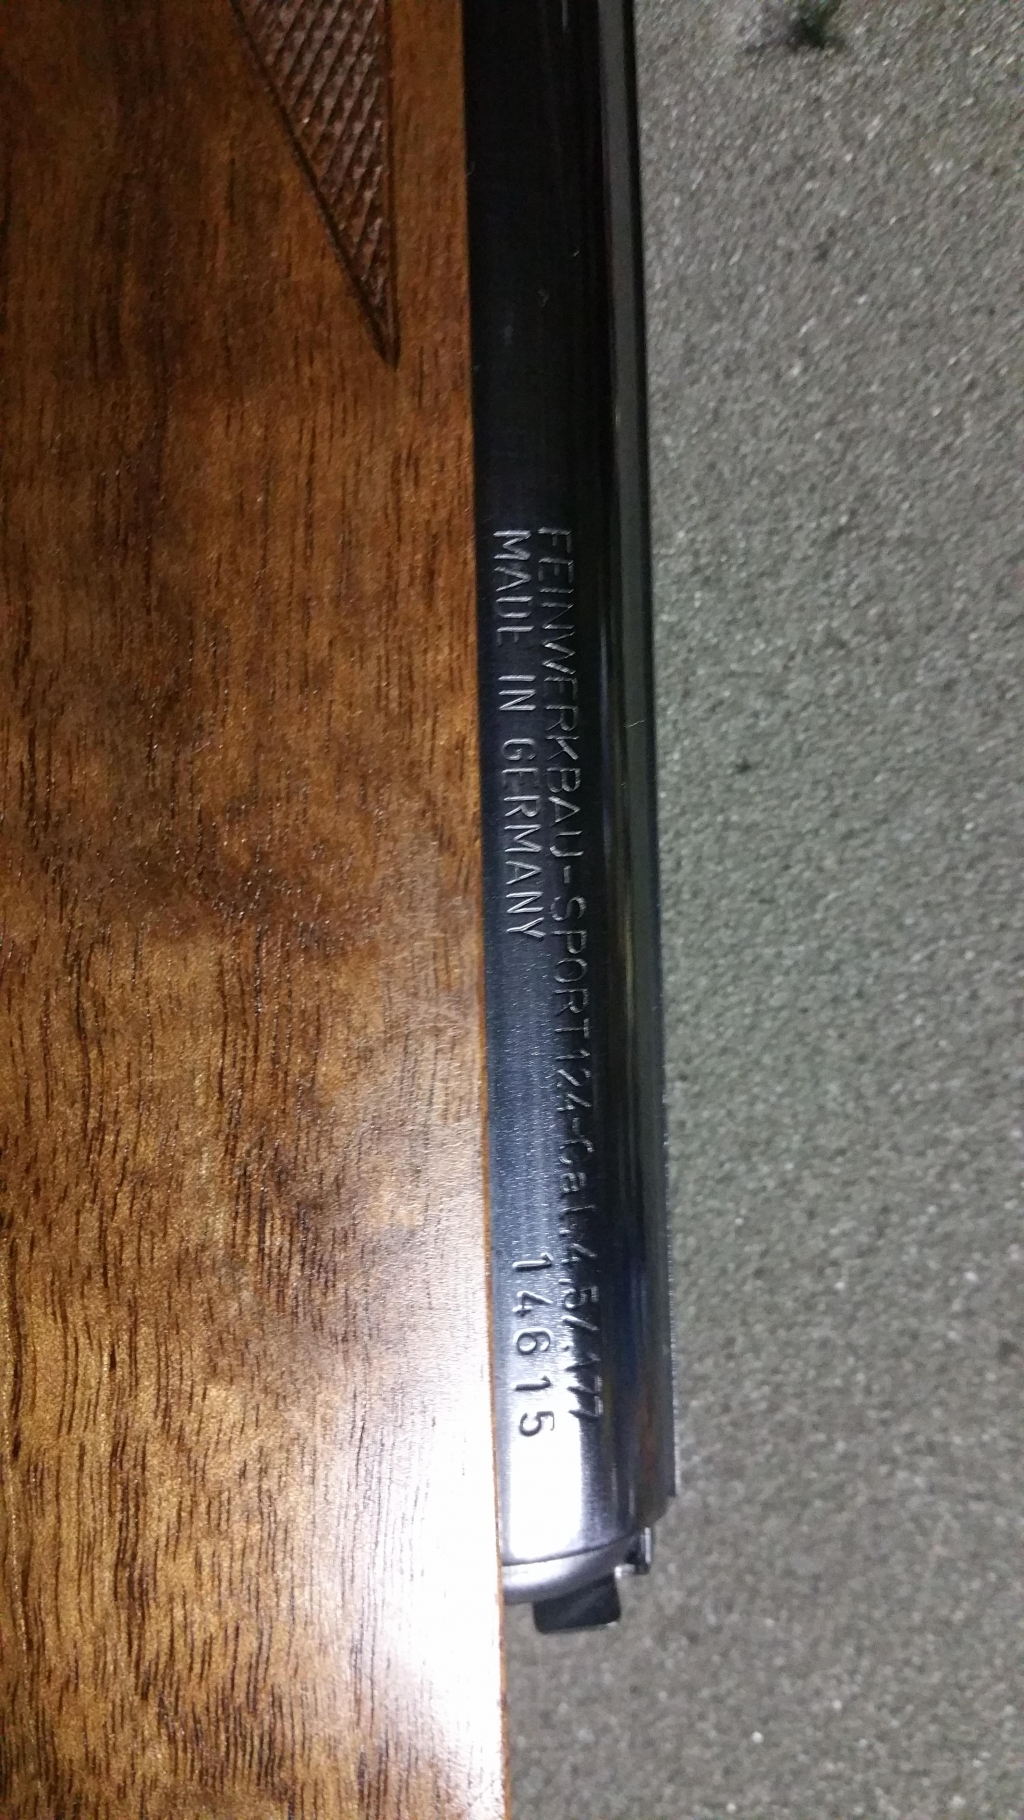 FEINWERKBAU-SPORT124-Cal.4,5/.177
MADE IN GERMANY
14615